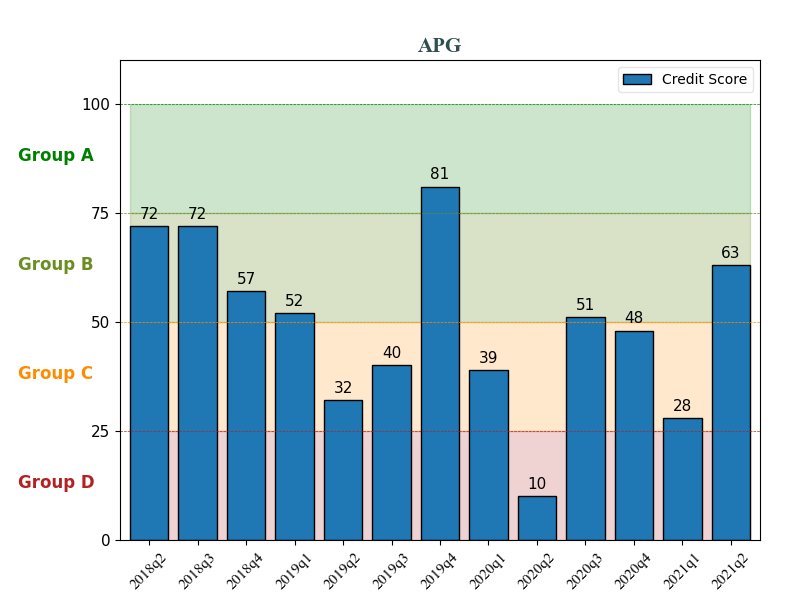 APG
Credit Score
100
75
50
25
0
Group A
Group B
Group C
Group D
72
72
57
52
32
40
81
39
10
51
48
28
63
2018q2
2018q3
2018q4
2019q1
2019q2
2019q3
2019q4
2020q1
2020q2
2020q3
2020q4
2021q1
2021q2